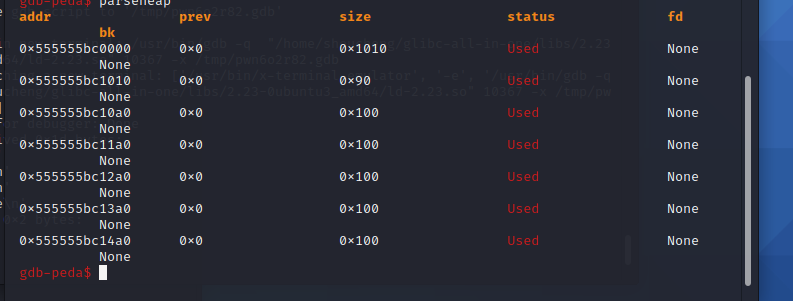 gdb-peda$ parseheap
addr prev size status fd
bk
0×555555bc0000 0×0 0×1010 Used None
None
0×555555bc1010 0×0 0×90 Used None
None
0×555555bc10a0 0×0 0×100 Used None
None
0×555555bc11a0 0×0 0×100 Used None
None
0×555555bc12a0 0×0 0×100 Used None
None
0×555555bc13a0 0×0 0×100 Used None
None
0×555555bc14a0 0×0 0×100 Used None
None
gdb-peda$